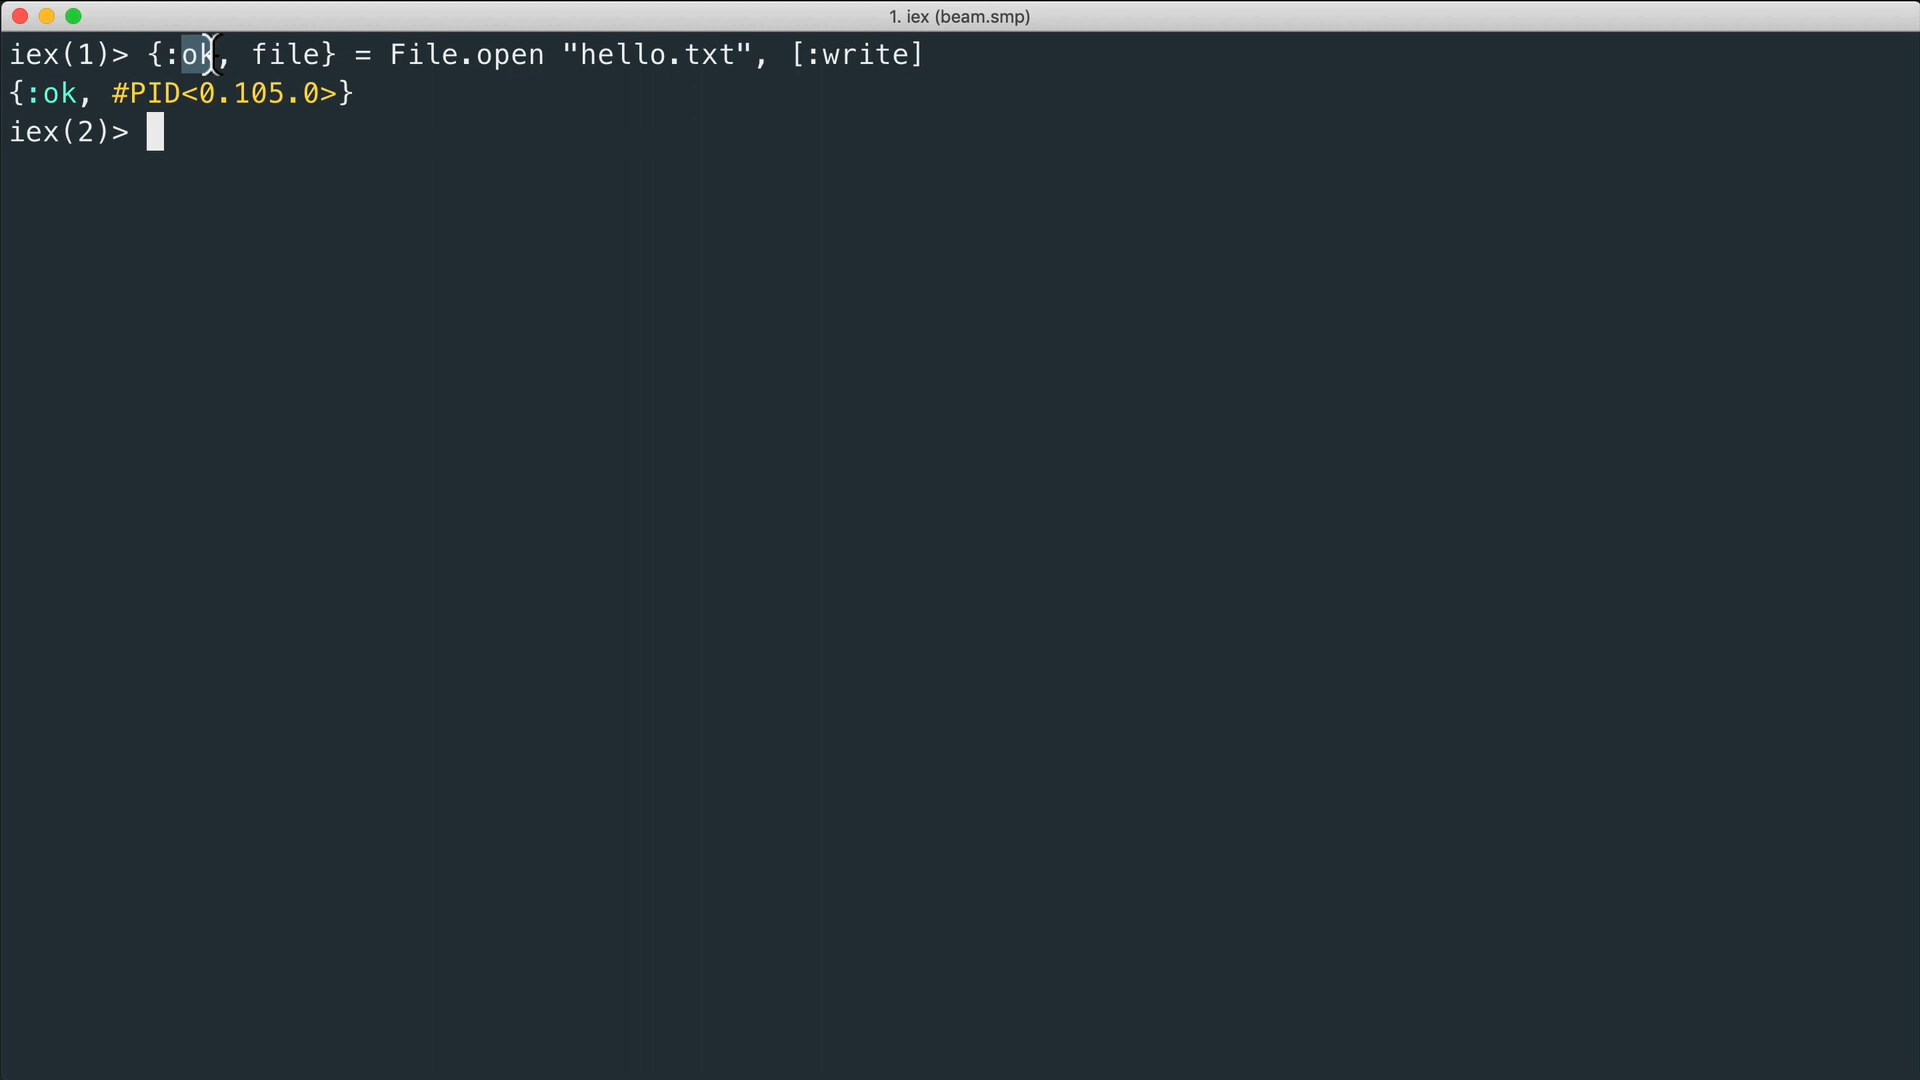 1. iex (beam.smp)
iex(1)> {:ok, file} = File.open "hello.txt", [:write]
{:ok, #PID<0.105.0>}
iex(2)>